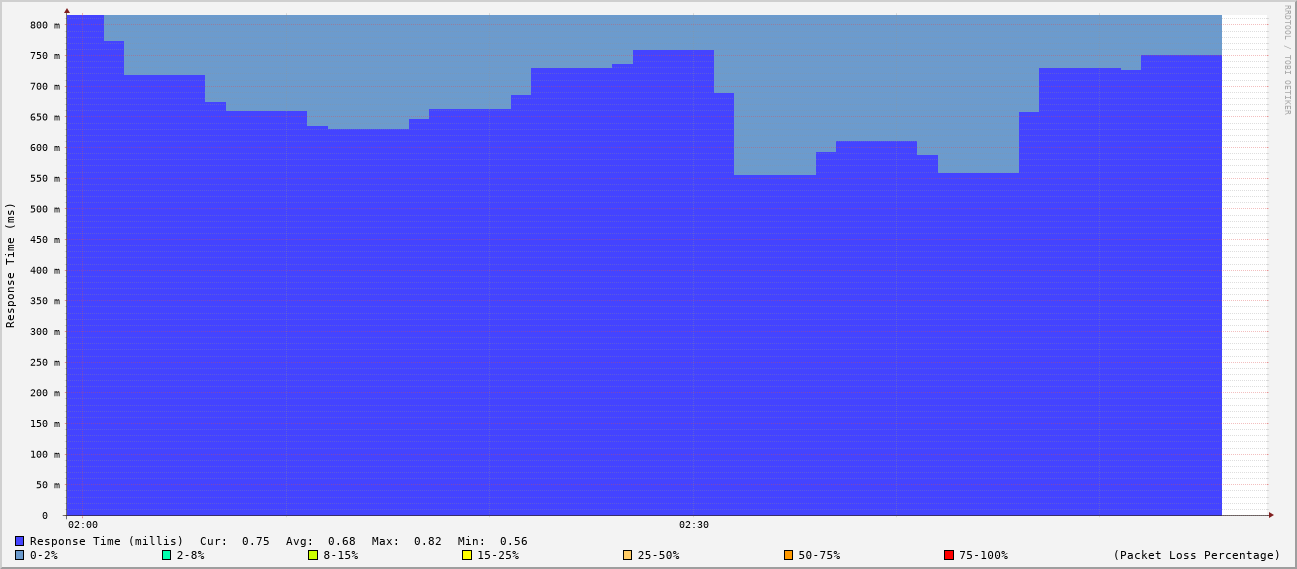 RRDTOOL / TOBI OETIKER
Response Time (ms)
800 m
750 m
700 m
650 m
600 m
550 m
500 m
450 m
400 m
350 m
300 m
250 m
200 m
150 m
100 m
50 m
0
02:00 02:30
Response Time (millis) Cur: 0.75 Avg: 0.68 Max: 0.82 Min: 0.56
0-2% 2-8% 8-15% 15-25% 25-50% 50-75% 75-100% (Packet Loss Percentage)